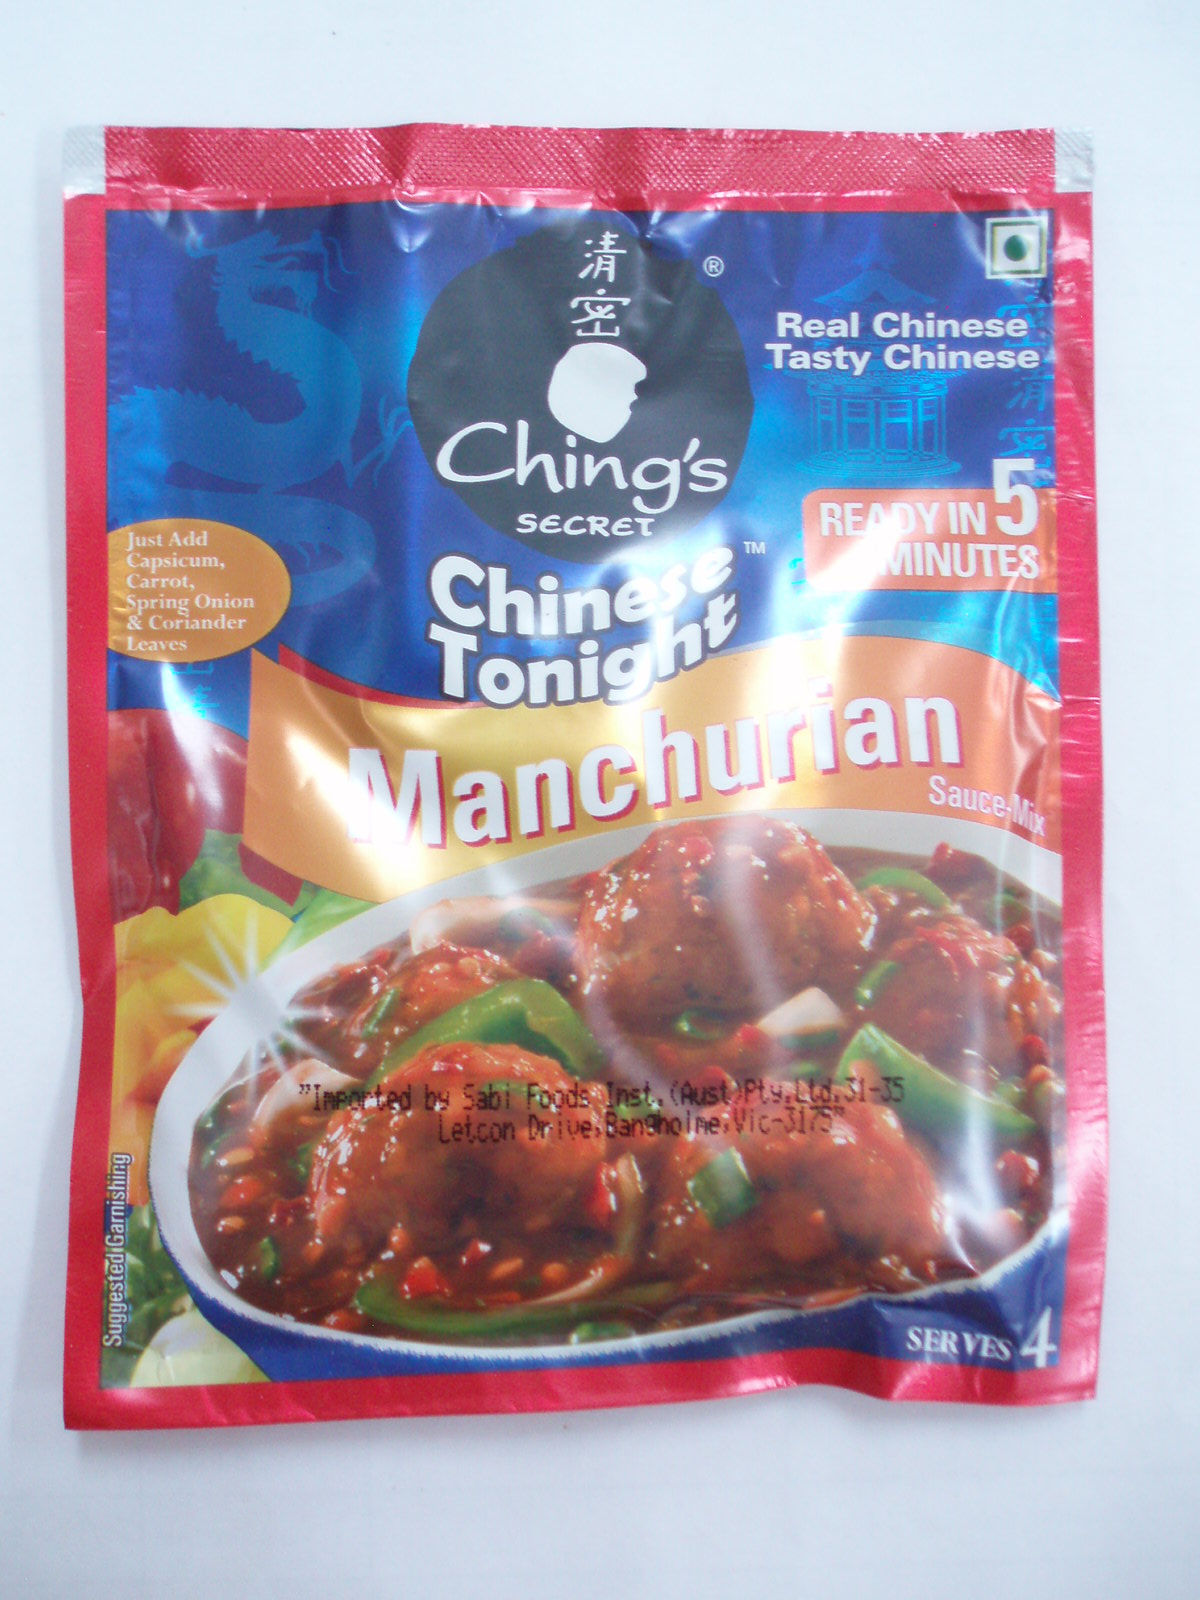 清
密
®
Ching's
SECRET
Real Chinese
Tasty Chinese
READY IN 5
MINUTES
Just Add
Capsicum,
Carrot,
Spring Onion
& Coriander
Leaves
Chinese ™
Tonight
Manchurian
Sauce-Mix
"Imported by Sabi Foods Inst.(Aust)Pty.Ltd.31-35
Letcon Drive,Bangholme,Vic-3175"
Suggested Garnishing
SERVES 4